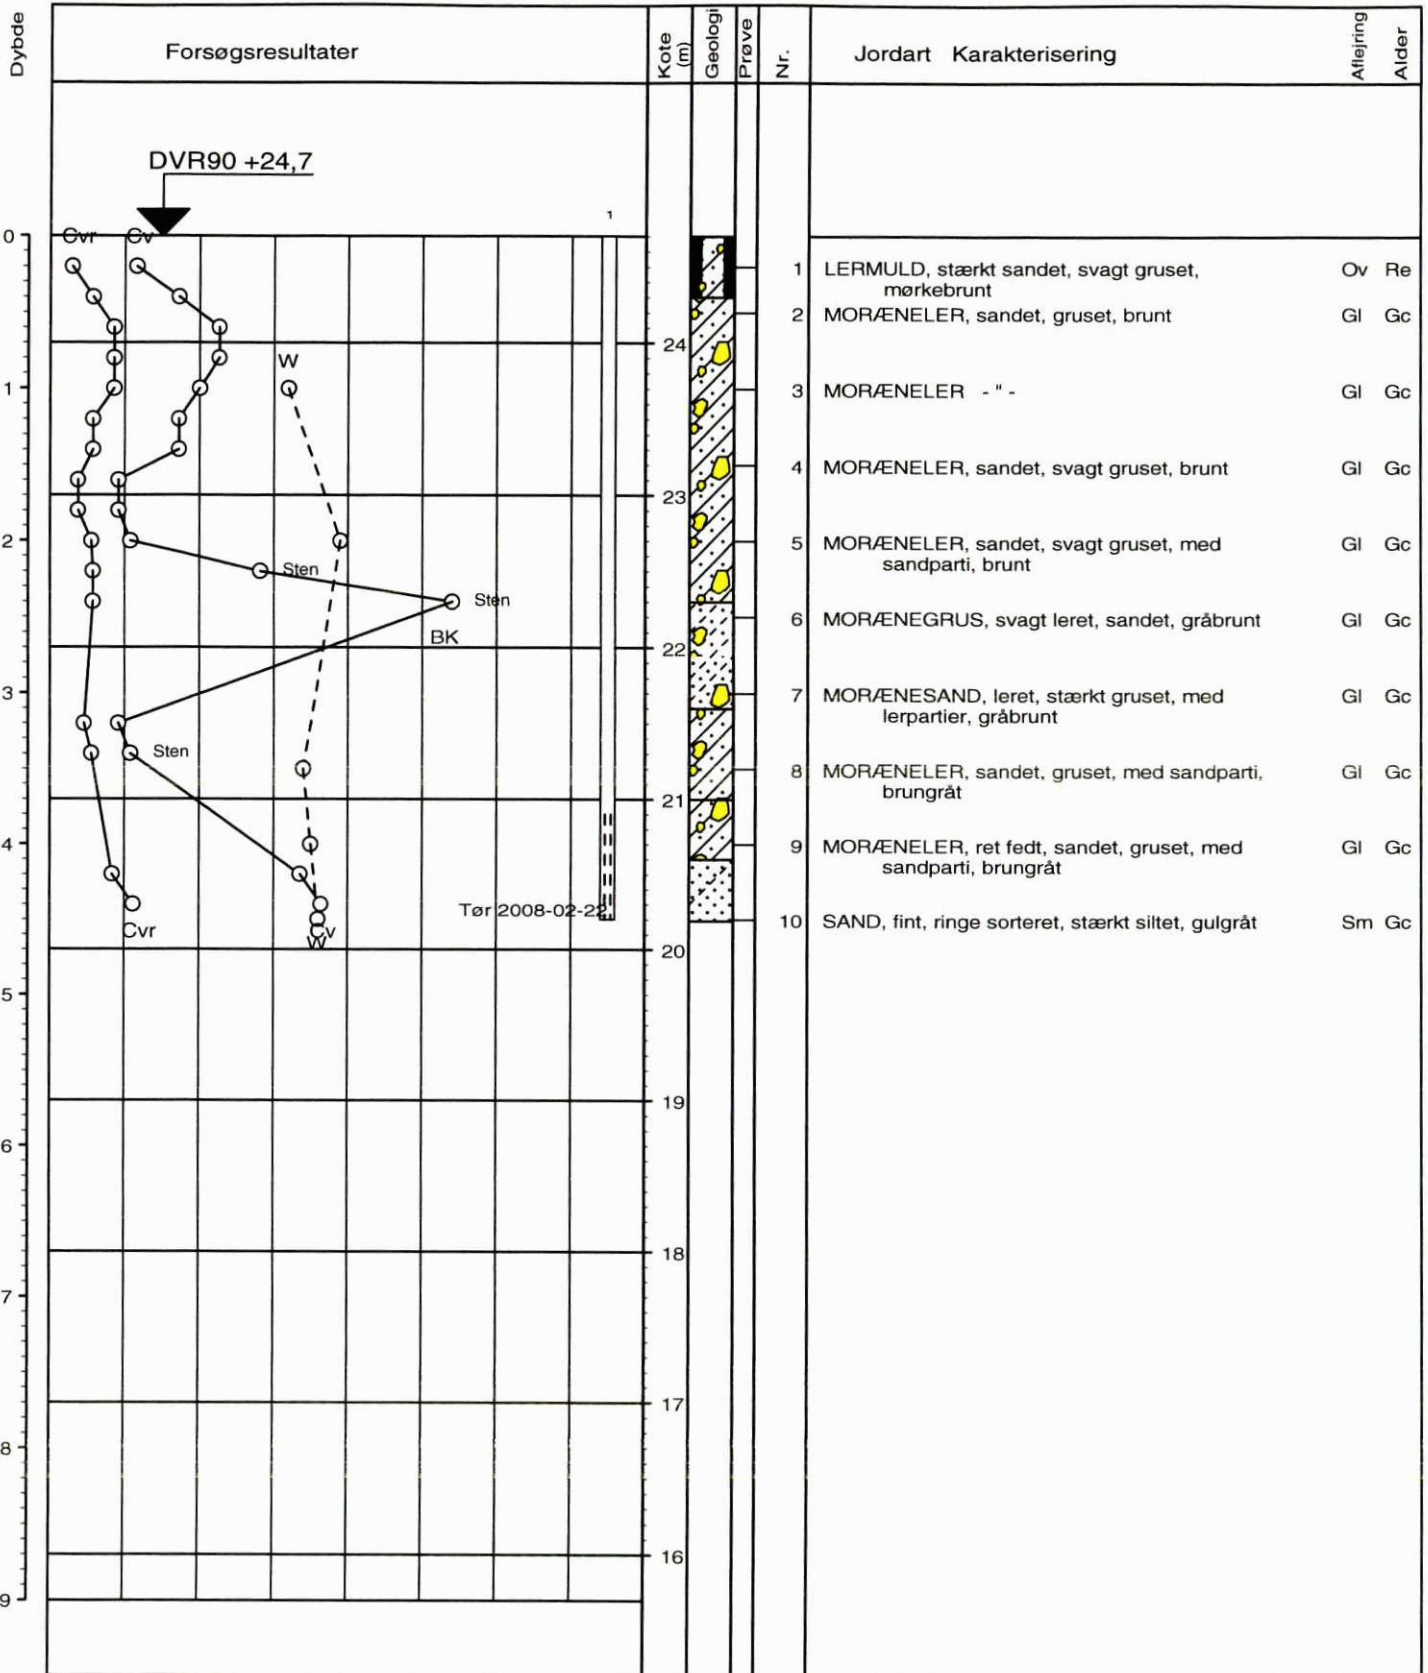 Dybde
Forsøgsresultater
Kote
(m)
Geologi
Prøve
Nr.
Jordart Karakterisering
Aflejring
Alder
DVR90 +24,7
1
0
Cvr
Cv
1 LERMULD, stærkt sandet, svagt gruset, Ov Re
mørkebrunt
2 MORÆNELER, sandet, gruset, brunt Gl Gc
24
W
1
3 MORÆNELER - " - Gl Gc
4 MORÆNELER, sandet, svagt gruset, brunt Gl Gc
23
2
5 MORÆNELER, sandet, svagt gruset, med Gl Gc
sandparti, brunt
Sten
Sten
6 MORÆNEGRUS, svagt leret, sandet, gråbrunt Gl Gc
BK
22
3
7 MORÆNESAND, leret, stærkt gruset, med Gl Gc
lerpartier, gråbrunt
Sten
8 MORÆNELER, sandet, gruset, med sandparti, Gl Gc
brungråt
21
4
9 MORÆNELER, ret fedt, sandet, gruset, med Gl Gc
sandparti, brungråt
Tør 2008-02-22
10 SAND, fint, ringe sorteret, stærkt siltet, gulgråt Sm Gc
Cvr
Cv
W
20
5
19
6
18
7
17
8
16
9